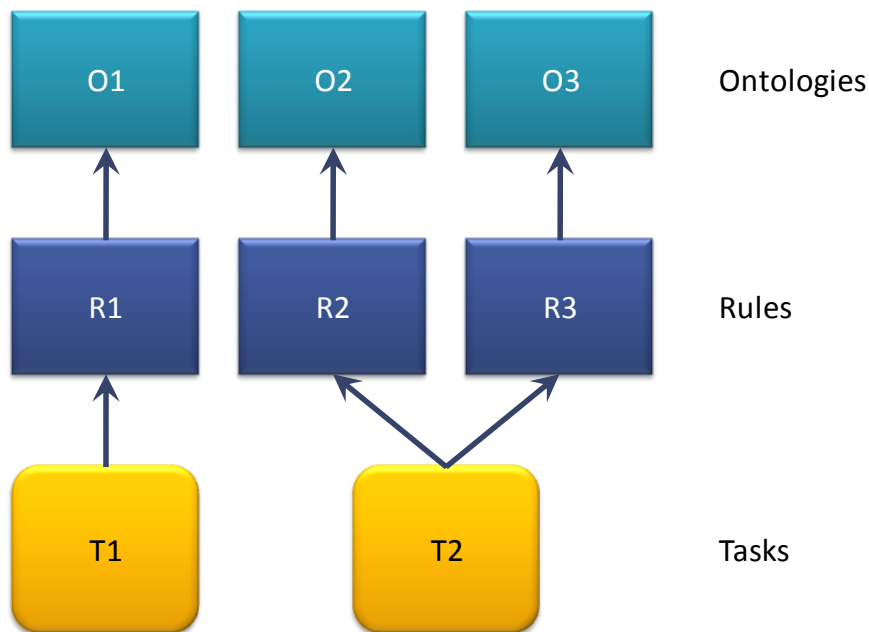 O1
O2
O3
Ontologies
R1
R2
R3
Rules
T1
T2
Tasks